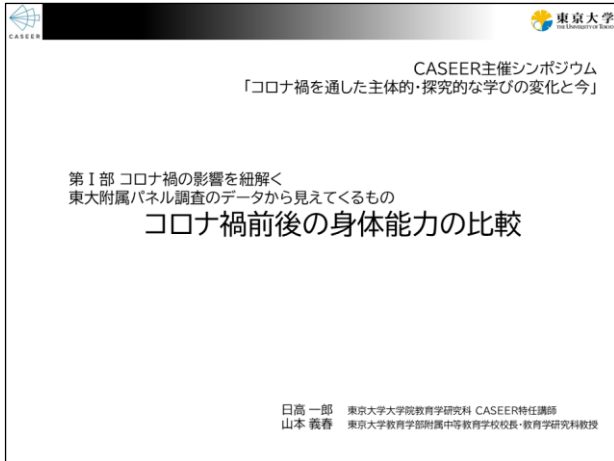 CASEER
東京大学
THE UNIVERSITY OF TOKYO
CASEER主催シンポジウム
「コロナ禍を通した主体的・探究的な学びの変化と今」
第Ⅰ部 コロナ禍の影響を紐解く
東大附属パネル調査のデータから見えてくるもの
コロナ禍前後の身体能力の比較
日高 一郎 東京大学大学院教育学研究科 CASEER特任講師
山本 義春 東京大学教育学部附属中等教育学校校長・教育学研究科教授